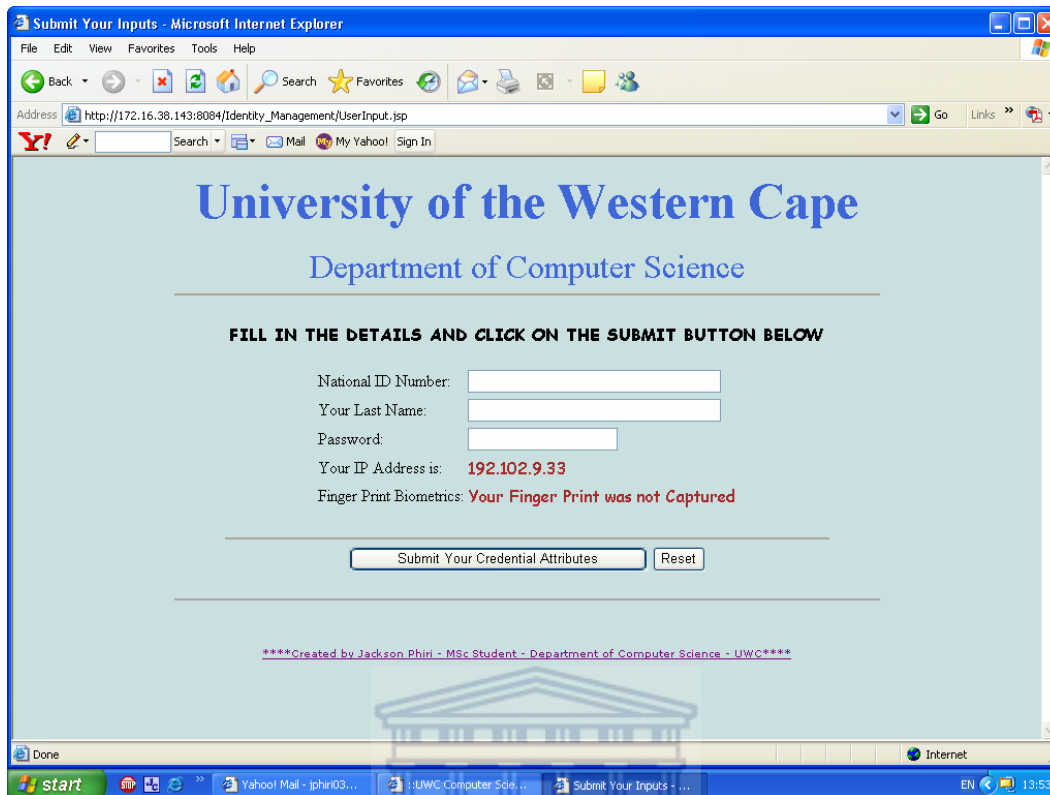 Submit Your Inputs - Microsoft Internet Explorer
File Edit View Favorites Tools Help
Back Search Favorites
Address http://172.16.38.143:8084/Identity_Management/UserInput.jsp Go Links »
Y! Search Mail My Yahoo! Sign In
University of the Western Cape
Department of Computer Science
FILL IN THE DETAILS AND CLICK ON THE SUBMIT BUTTON BELOW
National ID Number:
Your Last Name:
Password:
Your IP Address is: 192.102.9.33
Finger Print Biometrics: Your Finger Print was not Captured
Submit Your Credential Attributes Reset
****Created by Jackson Phiri - MSc Student - Department of Computer Science - UWC****
Done Internet
start » Yahoo! Mail - jphiri03... ::UWC Computer Scie... Submit Your Inputs - ... EN 13:53